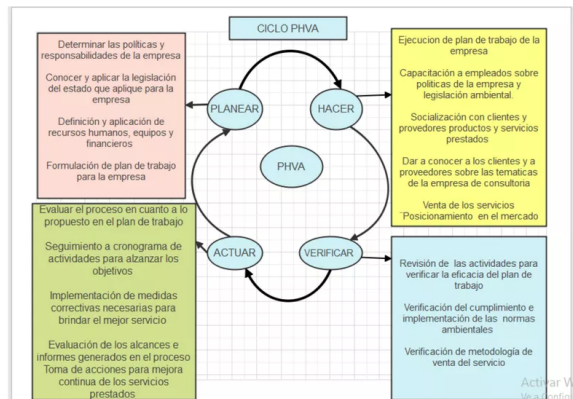 CICLO PHVA
Determinar las políticas y
responsabilidades de la empresa
Conocer y aplicar la legislación
del estado que aplique para la
empresa
Definición y aplicación de
recursos humanos, equipos y
financieros
Formulación de plan de trabajo
para la empresa
PLANEAR
HACER
PHVA
ACTUAR
VERIFICAR
Ejecucion de plan de trabajo de la
empresa
Capacitación a empleados sobre
politicas de la empresa y
legislación ambiental.
Socialización con clientes y
provedores productos y servicios
prestados
Dar a conocer a los clientes y a
proveedores sobre las tematicas
de la empresa de consultoria
Venta de los servicios
¨Posicionamiento en el mercado
Evaluar el proceso en cuanto a lo
propuesto en el plan de trabajo
Seguimiento a cronograma de
actividades para alzanzar los
objetivos
Implementación de medidas
correctivas necesarias para
brindar el mejor servicio
Evaluación de los alcances e
informes generados en el proceso
Toma de acciones para mejora
continua de los servicios
prestados
Revisión de las actividades para
verificar la eficacia del plan de
trabajo
Verificación del cumplimiento e
implementación de las normas
ambientales
Verificación de metodología de
venta del servicio
Activar W